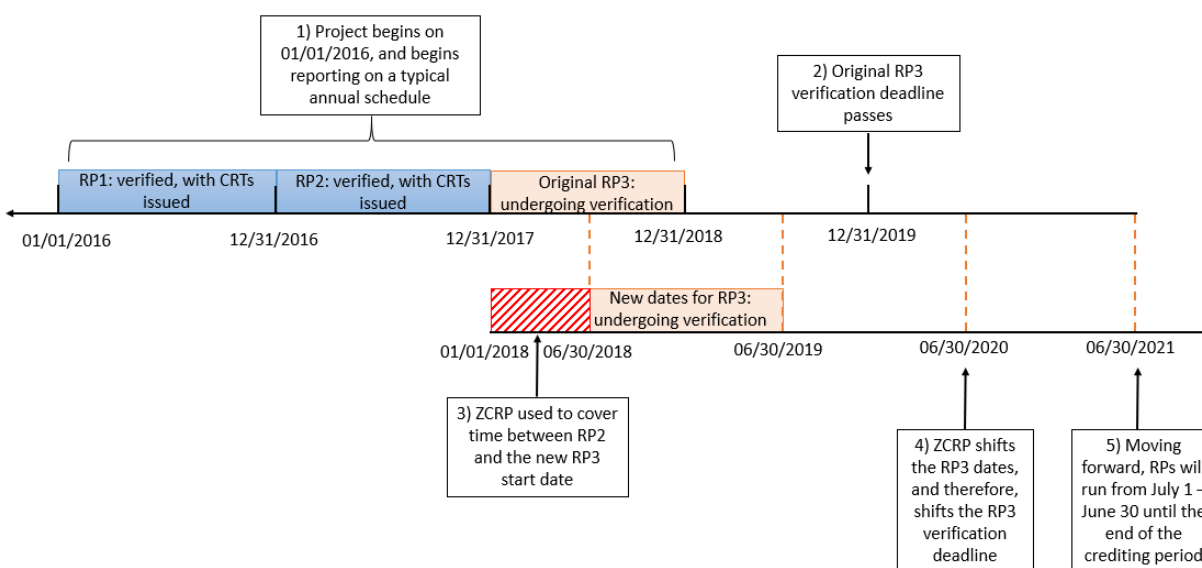 1) Project begins on
01/01/2016, and begins
reporting on a typical
annual schedule
2) Original RP3
verification deadline
passes
RP1: verified, with CRTs
issued
RP2: verified, with CRTs
issued
Original RP3:
undergoing verification
01/01/2016
12/31/2016
12/31/2017
12/31/2018
12/31/2019
New dates for RP3:
undergoing verification
01/01/2018
06/30/2018
06/30/2019
06/30/2020
06/30/2021
3) ZCRP used to cover
time between RP2
and the new RP3
start date
4) ZCRP shifts
the RP3 dates,
and therefore,
shifts the RP3
verification
deadline
5) Moving
forward, RPs wil
run from July 1 –
June 30 until the
end of the
crediting period